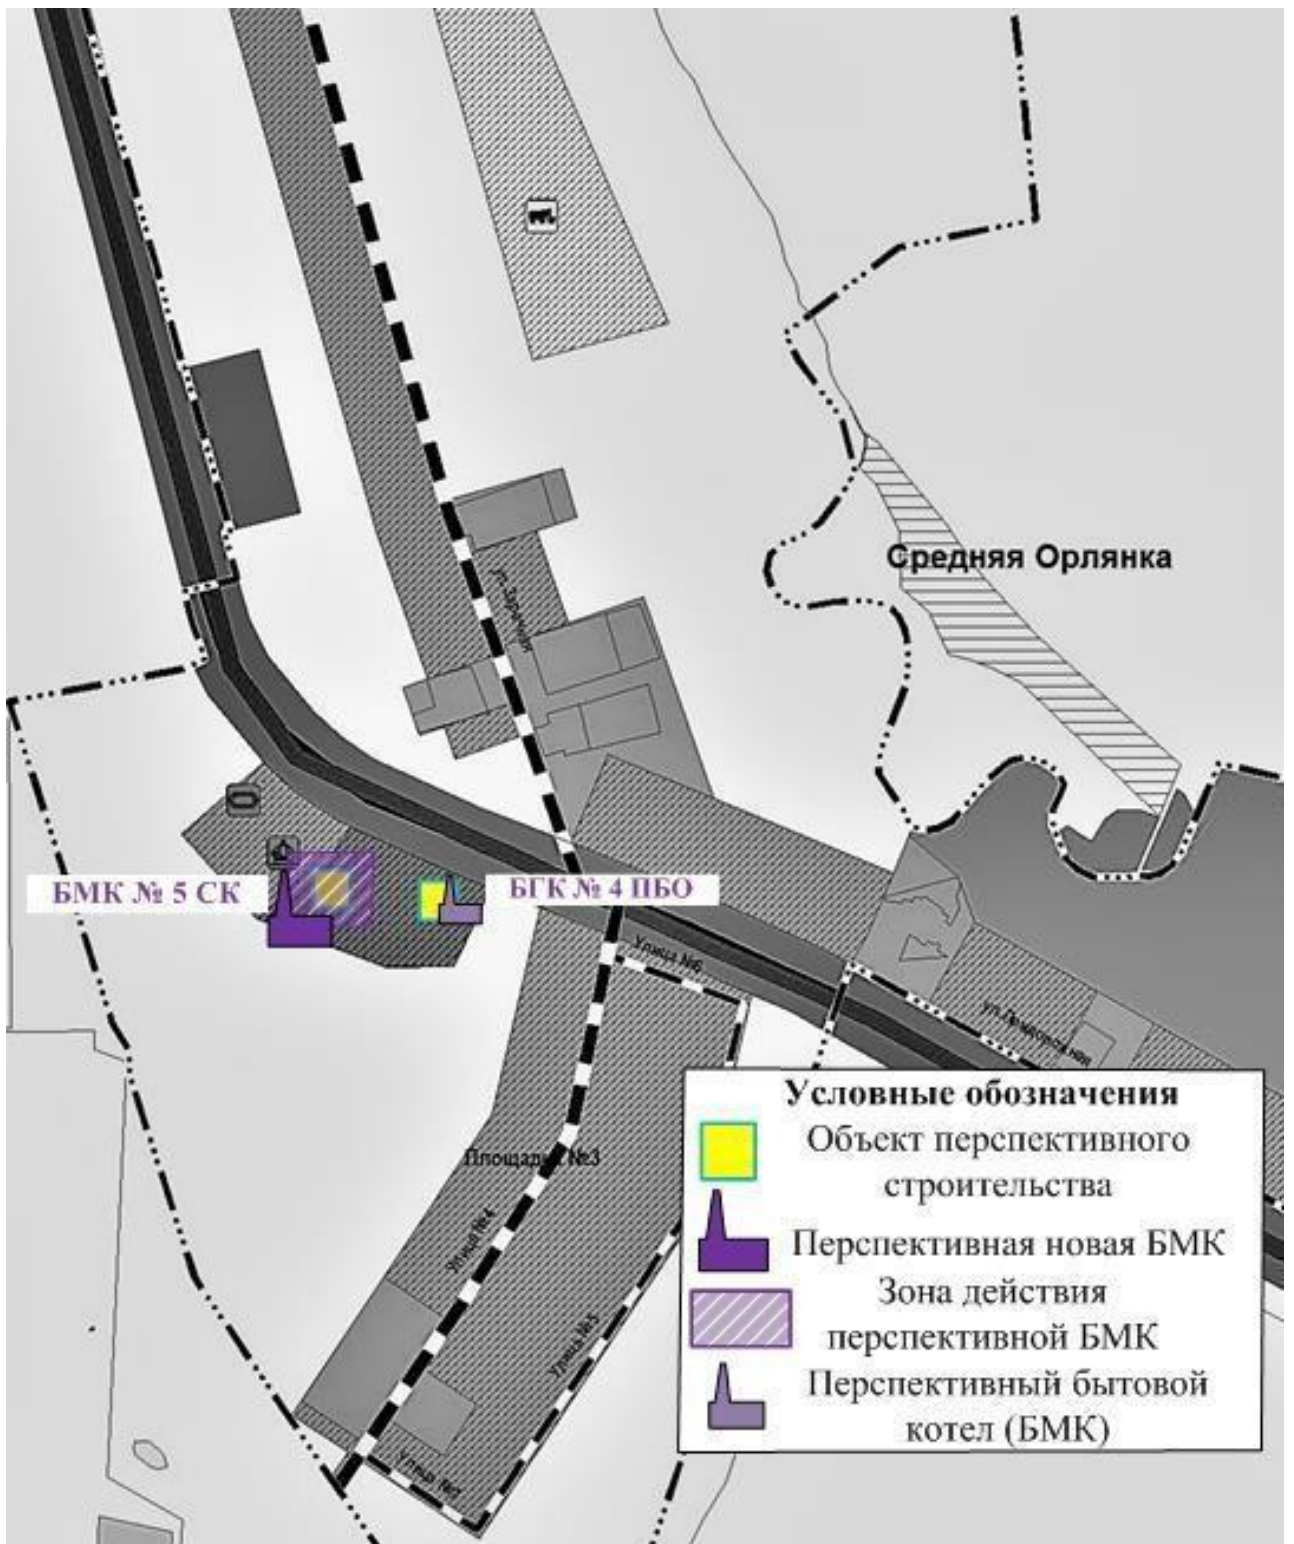 Средняя Орлянка
ул.Заречная
БМК № 5 СК
БГК № 4 ПБО
Улица №6
Площадка №3
Улица №4
Улица №5
Улица №7
Условные обозначения
Объект перспективного
строительства
Перспективная новая БМК
Зона действия
перспективной БМК
Перспективный бытовой
котел (БМК)